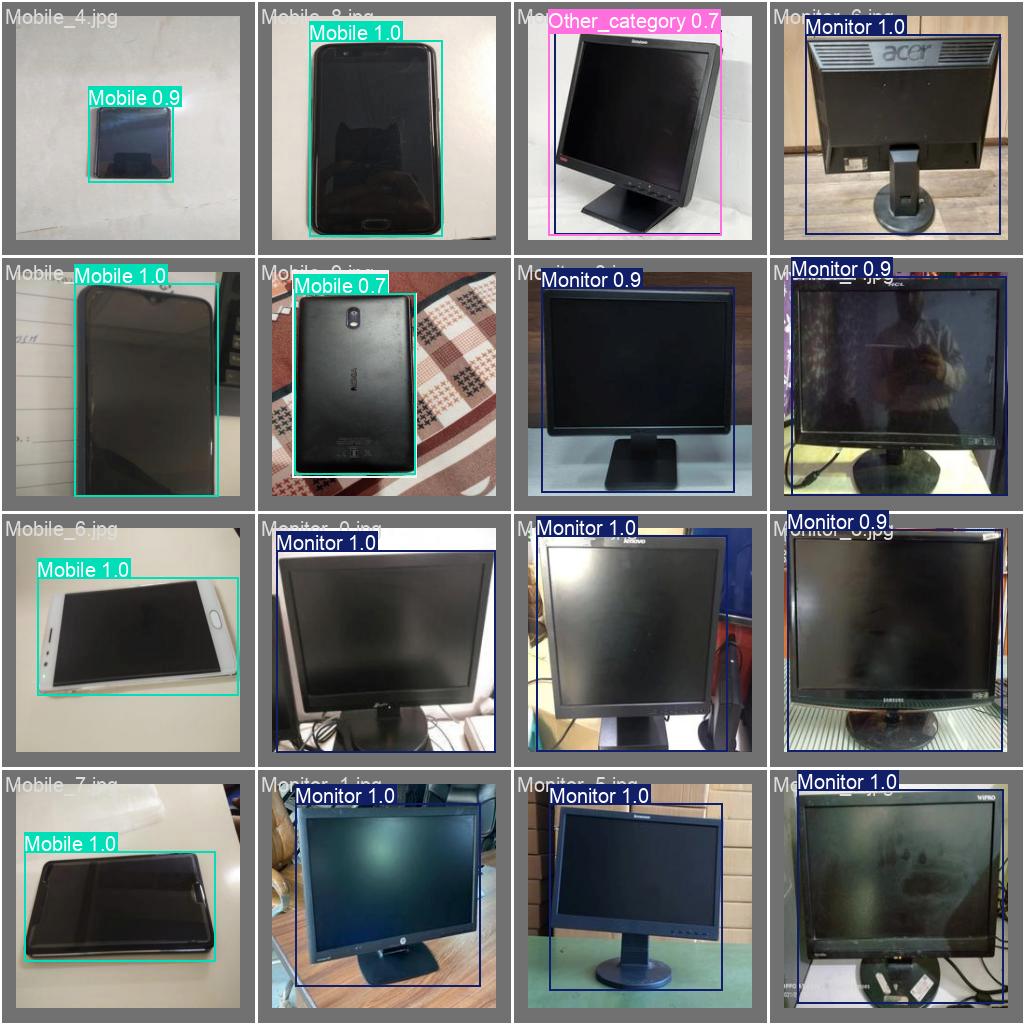 Mobile_4.jpg
Mobile 0.9
Mobile_8.jpg
Mobile 1.0
Other_category 0.7
Monitor_6.jpg
Monitor 1.0
acer
lenovo
Mobile 1.0
Mobile_9.jpg
Mobile 0.7
NOKIA
Monitor 0.9
Monitor 0.9
HCL
Mobile_6.jpg
Mobile 1.0
Monitor_0.jpg
Monitor 1.0
Monitor 1.0
lenovo
Monitor 0.9
SAMSUNG
Mobile_7.jpg
Mobile 1.0
Monitor_1.jpg
Monitor 1.0
hp
Monitor_5.jpg
Monitor 1.0
lenovo
Monitor 1.0
WIPRO